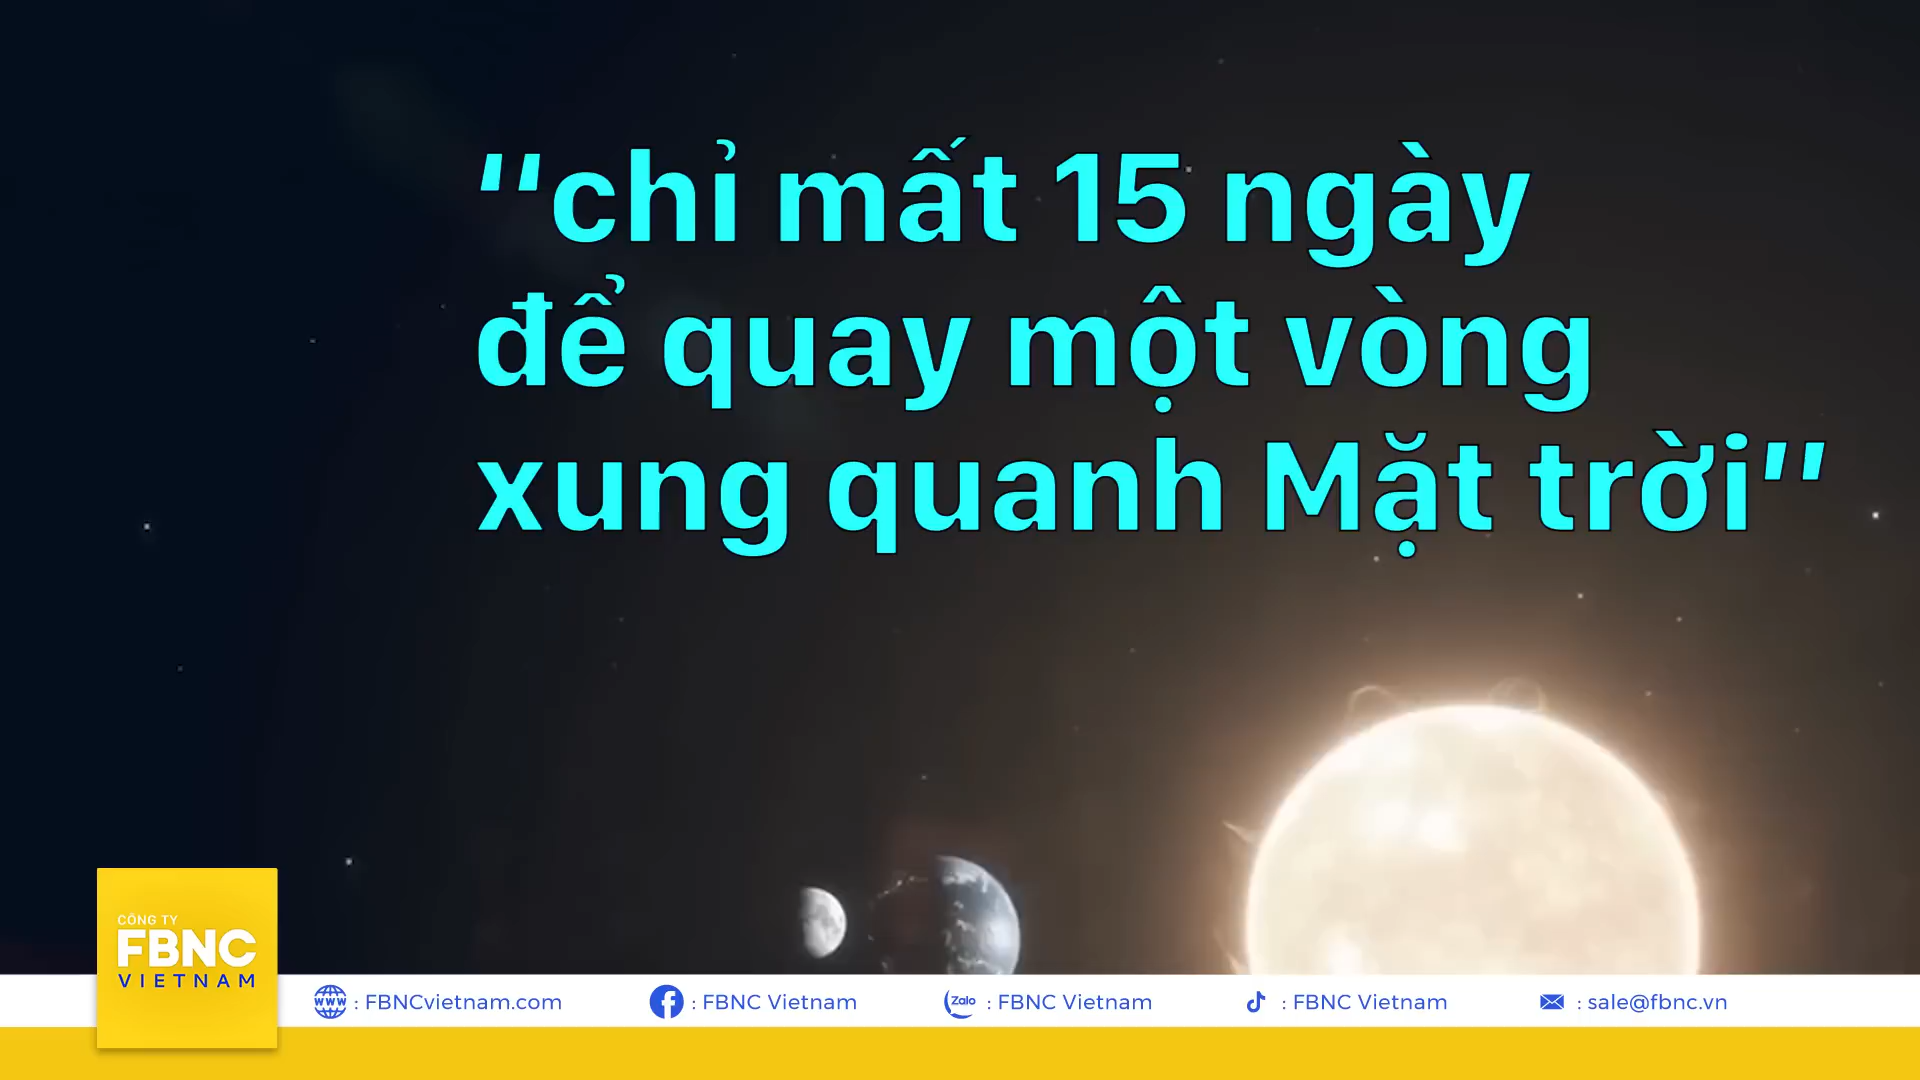 ‘‘chỉ mất 15 ngày
để quay một vòng
xung quanh Mặt trời’’
CÔNG TY
FBNC
VIETNAM
www : FBNCvietnam.com
: FBNC Vietnam
Zalo : FBNC Vietnam
: FBNC Vietnam
: sale@fbnc.vn